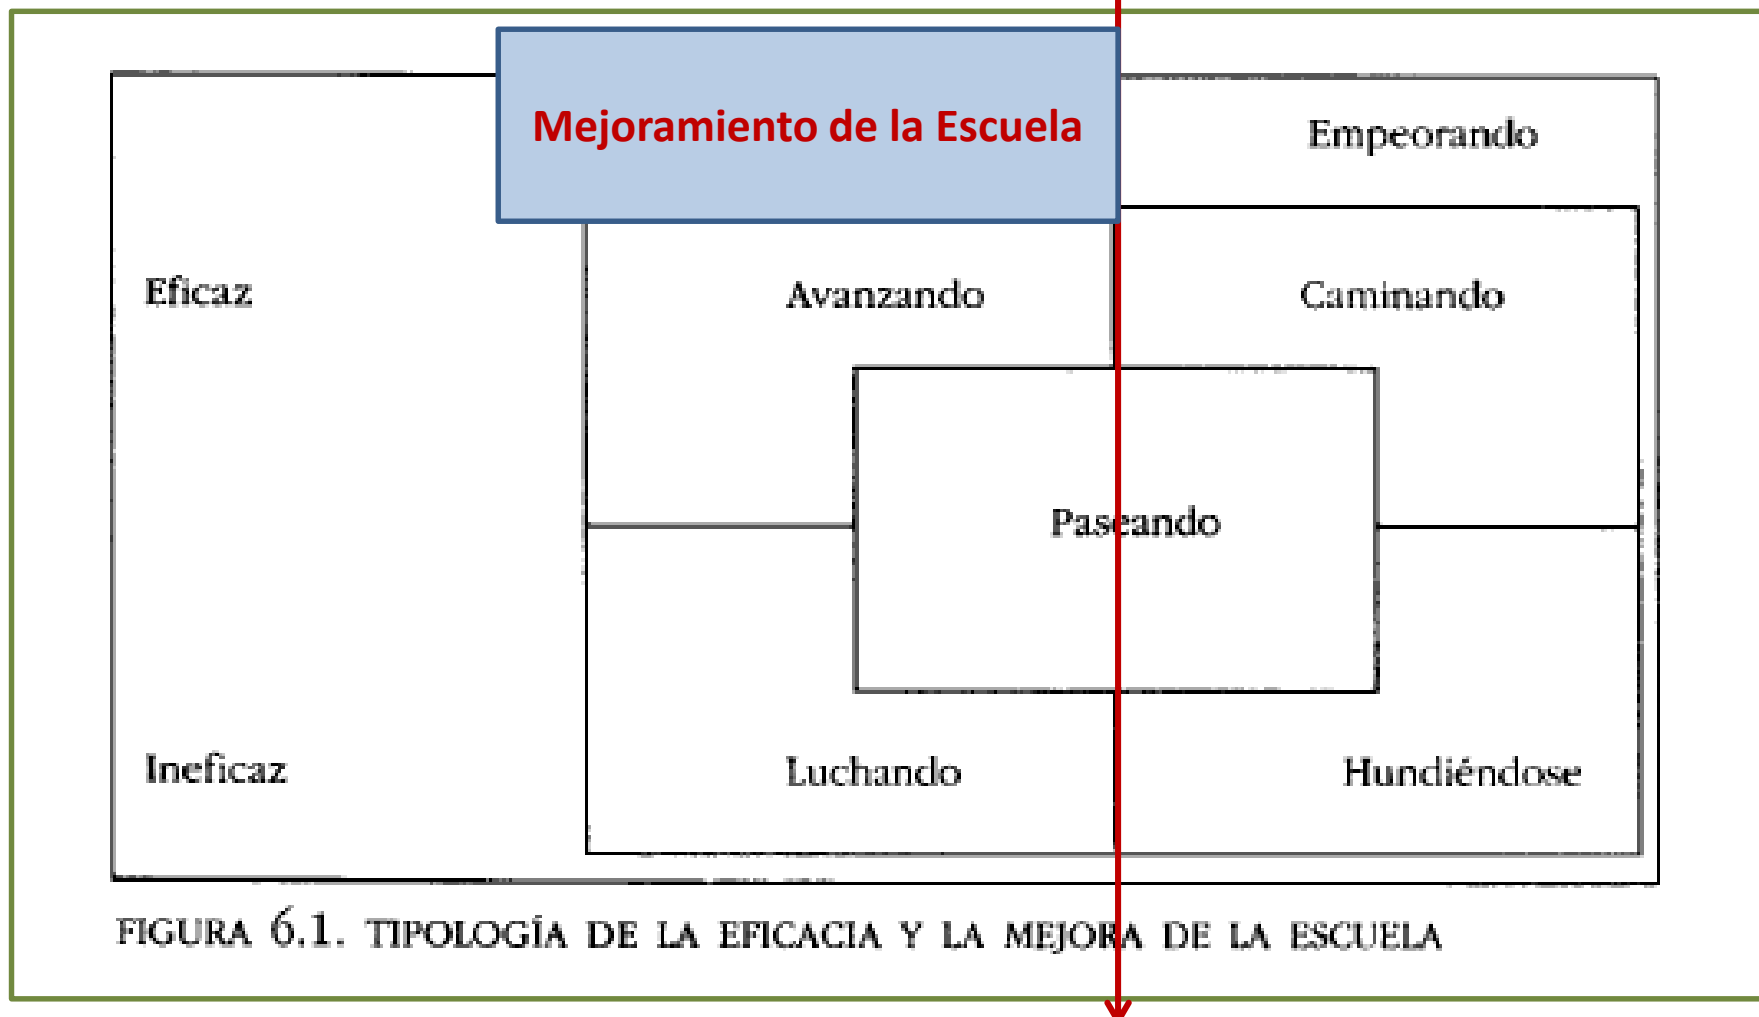 Mejoramiento de la Escuela
Empeorando
Eficaz
Avanzando
Caminando
Paseando
Ineficaz
Luchando
Hundiéndose
FIGURA 6.1. TIPOLOGÍA DE LA EFICACIA Y LA MEJORA DE LA ESCUELA